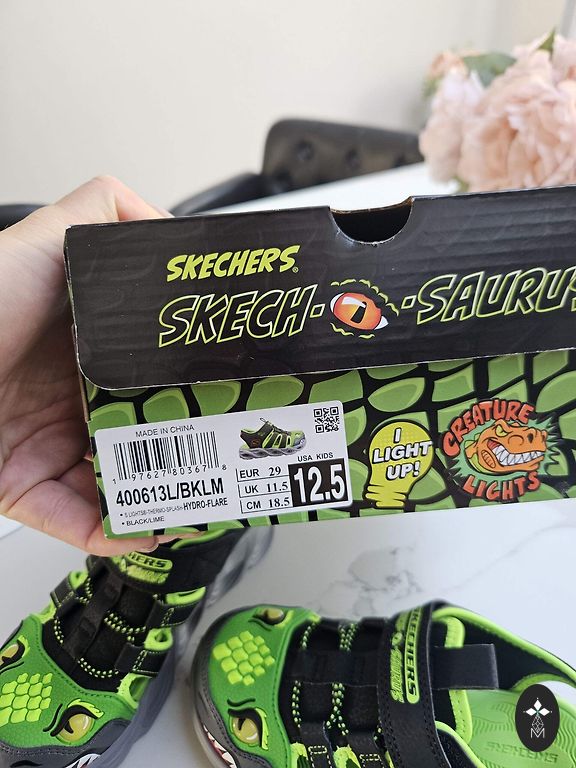 SKECHERS®
SKECH-O-SAURUS
MADE IN CHINA
1 97627 80367 8
400613L/BKLM
• S LIGHTS®-THERMO-SPLASH-HYDRO-FLARE
• BLACK/LIME
EUR 29
UK 11.5
CM 18.5
USA KIDS
12.5
I
LIGHT
UP!
CREATURE
LIGHTS
SKECHERS
SKECHERS
SKECHERS
M